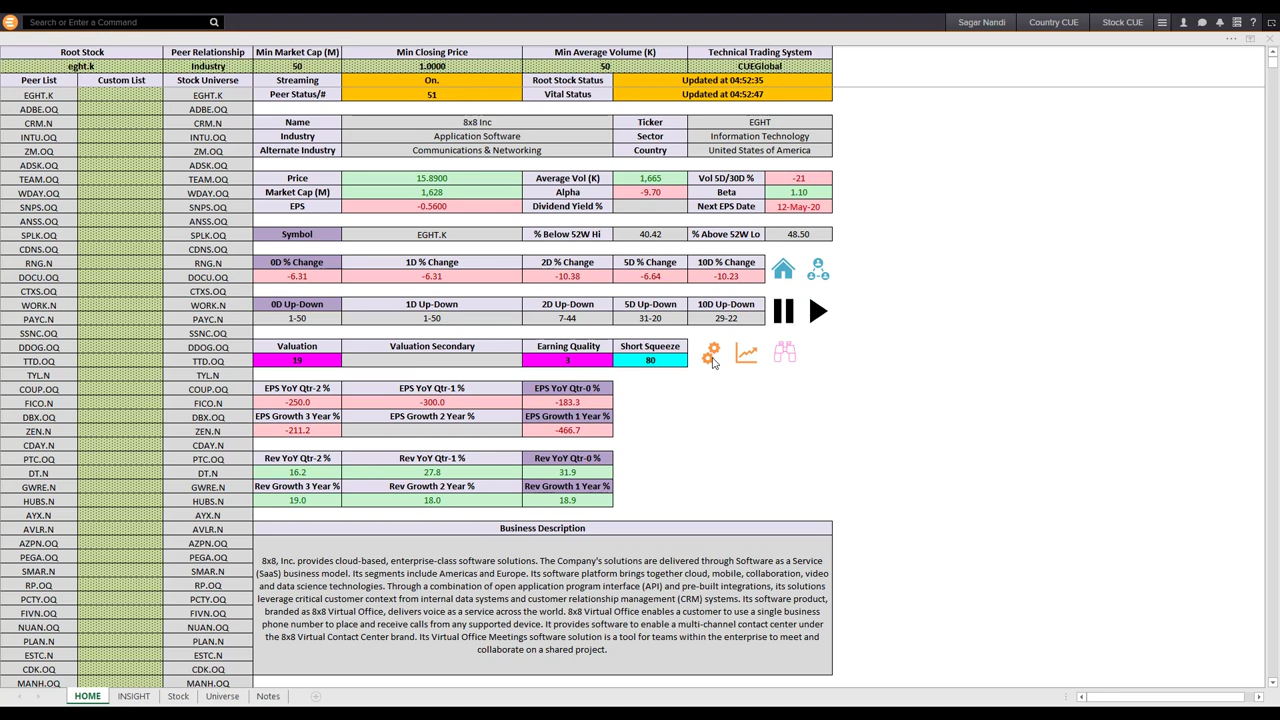 Search or Enter a Command
Sagar Nandi Country CUE Stock CUE
Root Stock Peer Relationship Min Market Cap (M) Min Closing Price Min Average Volume (K) Technical Trading System
eght.k Industry 50 1.0000 50 CUEGlobal
Peer List Custom List Stock Universe Streaming On. Root Stock Status Updated at 04:52:35
EGHT.K EGHT.K Peer Status/# 51 Vital Status Updated at 04:52:47
ADBE.OQ ADBE.OQ
CRM.N CRM.N Name 8x8 Inc Ticker EGHT
INTU.OQ INTU.OQ Industry Application Software Sector Information Technology
ZM.OQ ZM.OQ Alternate Industry Communications & Networking Country United States of America
ADSK.OQ ADSK.OQ
TEAM.OQ TEAM.OQ Price 15.8900 Average Vol (K) 1,665 Vol 5D/30D % -21
WDAY.OQ WDAY.OQ Market Cap (M) 1,628 Alpha -9.70 Beta 1.10
SNPS.OQ SNPS.OQ EPS -0.5600 Dividend Yield % Next EPS Date 12-May-20
ANSS.OQ ANSS.OQ
SPLK.OQ SPLK.OQ Symbol EGHT.K % Below 52W Hi 40.42 % Above 52W Lo 48.50
CDNS.OQ CDNS.OQ
RNG.N RNG.N 0D % Change 1D % Change 2D % Change 5D % Change 10D % Change
DOCU.OQ DOCU.OQ -6.31 -6.31 -10.38 -6.64 -10.23
CTXS.OQ CTXS.OQ
WORK.N WORK.N 0D Up-Down 1D Up-Down 2D Up-Down 5D Up-Down 10D Up-Down
PAYC.N PAYC.N 1-50 1-50 7-44 31-20 29-22
SSNC.OQ SSNC.OQ
DDOG.OQ DDOG.OQ Valuation Valuation Secondary Earning Quality Short Squeeze
TTD.OQ TTD.OQ 19 3 80
TYL.N TYL.N
COUP.OQ COUP.OQ EPS YoY Qtr-2 % EPS YoY Qtr-1 % EPS YoY Qtr-0 %
FICO.N FICO.N -250.0 -300.0 -183.3
DBX.OQ DBX.OQ EPS Growth 3 Year % EPS Growth 2 Year % EPS Growth 1 Year %
ZEN.N ZEN.N -211.2 -466.7
CDAY.N CDAY.N
PTC.OQ PTC.OQ Rev YoY Qtr-2 % Rev YoY Qtr-1 % Rev YoY Qtr-0 %
DT.N DT.N 16.2 27.8 31.9
GWRE.N GWRE.N Rev Growth 3 Year % Rev Growth 2 Year % Rev Growth 1 Year %
HUBS.N HUBS.N 19.0 18.0 18.9
AYX.N AYX.N
AVLR.N AVLR.N Business Description
AZPN.OQ AZPN.OQ
PEGA.OQ PEGA.OQ 8x8, Inc. provides cloud-based, enterprise-class software solutions. The Company's solutions are delivered through Software as a Service
SMAR.N SMAR.N (SaaS) business model. Its segments include Americas and Europe. Its software platform brings together cloud, mobile, collaboration, video
RP.OQ RP.OQ and data science technologies. Through a combination of open application program interface (API) and pre-built integrations, its solutions
PCTY.OQ PCTY.OQ leverage critical customer context from internal data systems and customer relationship management (CRM) systems. Its software product,
FIVN.OQ FIVN.OQ branded as 8x8 Virtual Office, delivers voice as a service across the world. 8x8 Virtual Office enables a customer to use a single business
NUAN.OQ NUAN.OQ phone number to place and receive calls from any supported device. It provides software to enable a multi-channel contact center under
PLAN.N PLAN.N the 8x8 Virtual Contact Center brand. Its Virtual Office Meetings software solution is a tool for teams within the enterprise to meet and
ESTC.N ESTC.N collaborate on a shared project.
CDK.OQ CDK.OQ
MANH.OQ MANH.OQ
HOME INSIGHT Stock Universe Notes